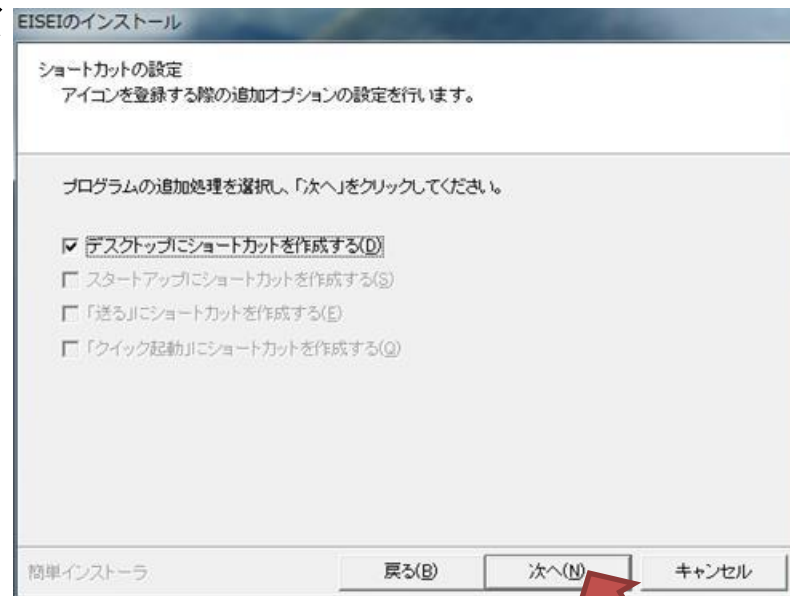 EISEIのインストール
ショートカットの設定
アイコンを登録する際の追加オプションの設定を行います。
プログラムの追加処理を選択し、「次へ」をクリックしてください。
デスクトップにショートカットを作成する(D)
スタートアップにショートカットを作成する(S)
「送る」にショートカットを作成する(E)
「クイック起動」にショートカットを作成する(Q)
簡単インストーラ 戻る(B) 次へ(N) キャンセル